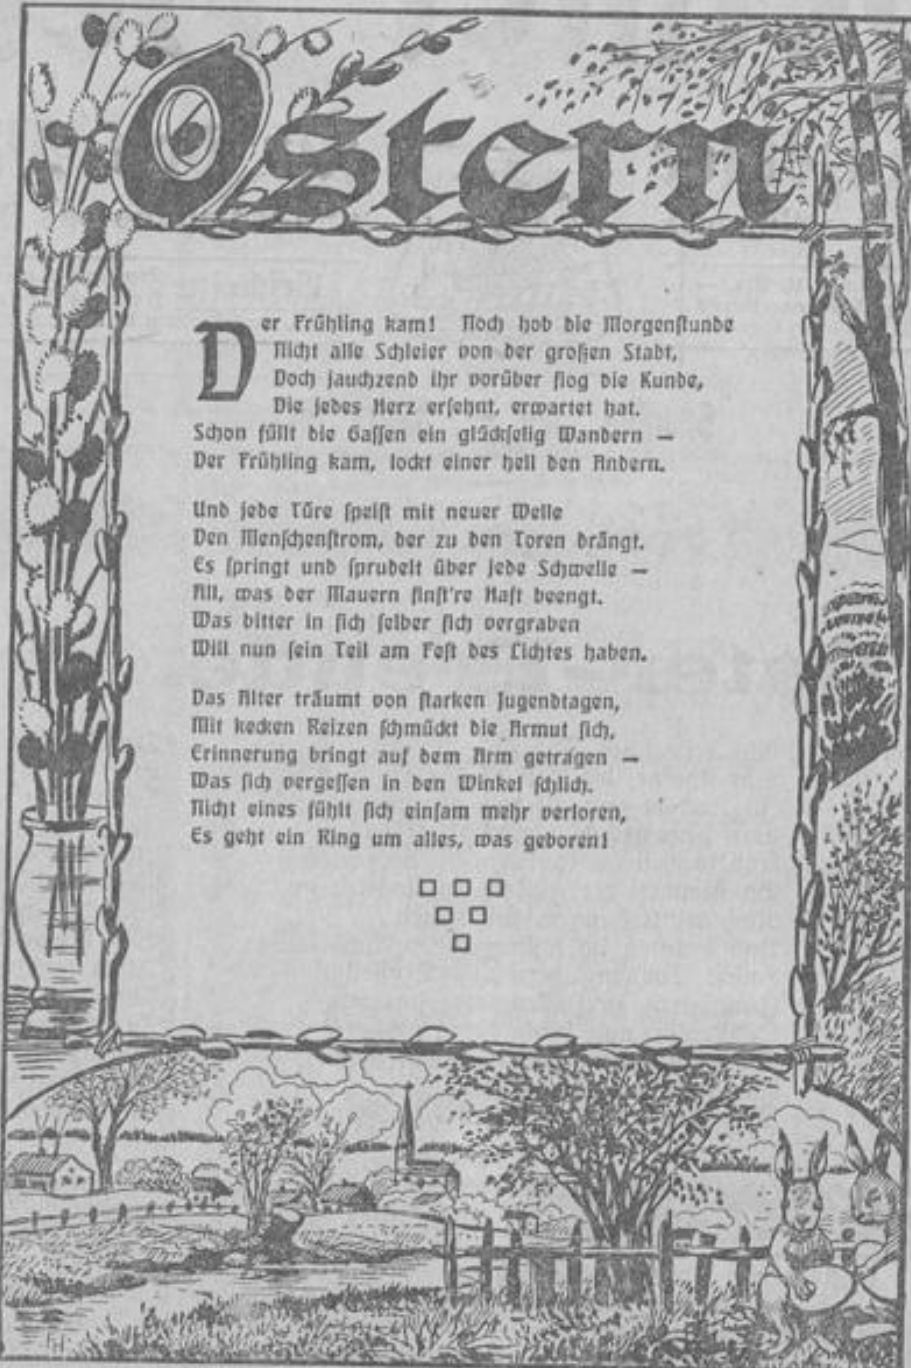 Ostern
Der Frühling kam! Noch hob die Morgenstunde
Nicht alle Schleier von der großen Stadt,
Doch jauchzend ihr vorüber flog die Kunde,
Die jedes Herz ersehnt, erwartet hat.
Schon füllt die Gassen ein glückselig Wandern —
Der Frühling kam, lockt einer hell den Andern.
Und jede Türe speist mit neuer Welle
Den Menschenstrom, der zu den Toren drängt.
Es springt und sprudelt über jede Schwelle —
All, was der Mauern finst're Haft beengt.
Was bitter in sich selber sich vergraben
Will nun sein Teil am Fest des Lichtes haben.
Das Alter träumt von starken Jugendtagen,
Mit kecken Reizen schmückt die Armut sich,
Erinnerung bringt auf dem Arm getragen —
Was sich vergessen in den Winkel schlich.
Nicht eines fühlt sich einsam mehr verloren,
Es geht ein Ring um alles, was geboren!